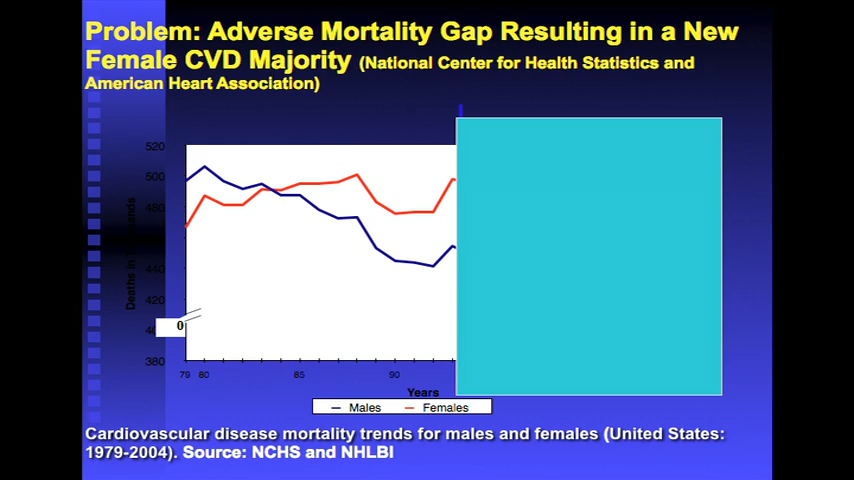 Problem: Adverse Mortality Gap Resulting in a New
Female CVD Majority (National Center for Health Statistics and
American Heart Association)
520
500
480
440
420
0
380
Deaths in
79 80 85 90
Years
Males Females
Cardiovascular disease mortality trends for males and females (United States:
1979-2004). Source: NCHS and NHLBI